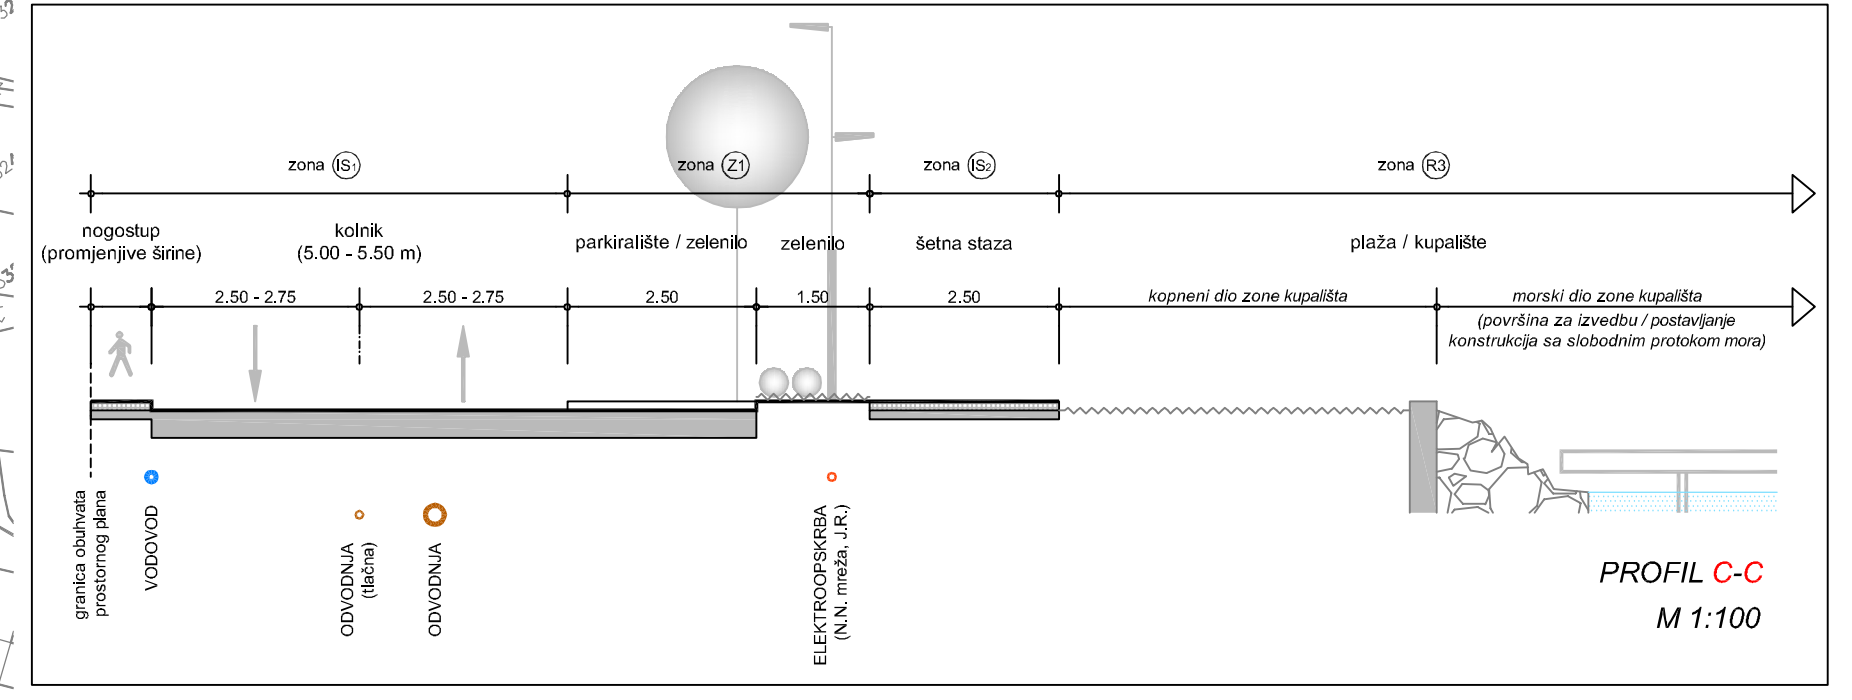 zona IS1
zona Z1
zona IS2
zona R3
nogostup
(promjenjive širine)
kolnik
(5.00 - 5.50 m)
parkiralište / zelenilo
zelenilo
šetna staza
plaža / kupalište
2.50 - 2.75
2.50 - 2.75
2.50
1.50
2.50
kopneni dio zone kupališta
morski dio zone kupališta
(površina za izvedbu / postavljanje
konstrukcija sa slobodnim protokom mora)
granica obuhvata
prostornog plana
VODOVOD
ODVODNJA
(tlačna)
ODVODNJA
ELEKTROOPSKRBA
(N.N. mreža, J.R.)
PROFIL C-C
M 1:100